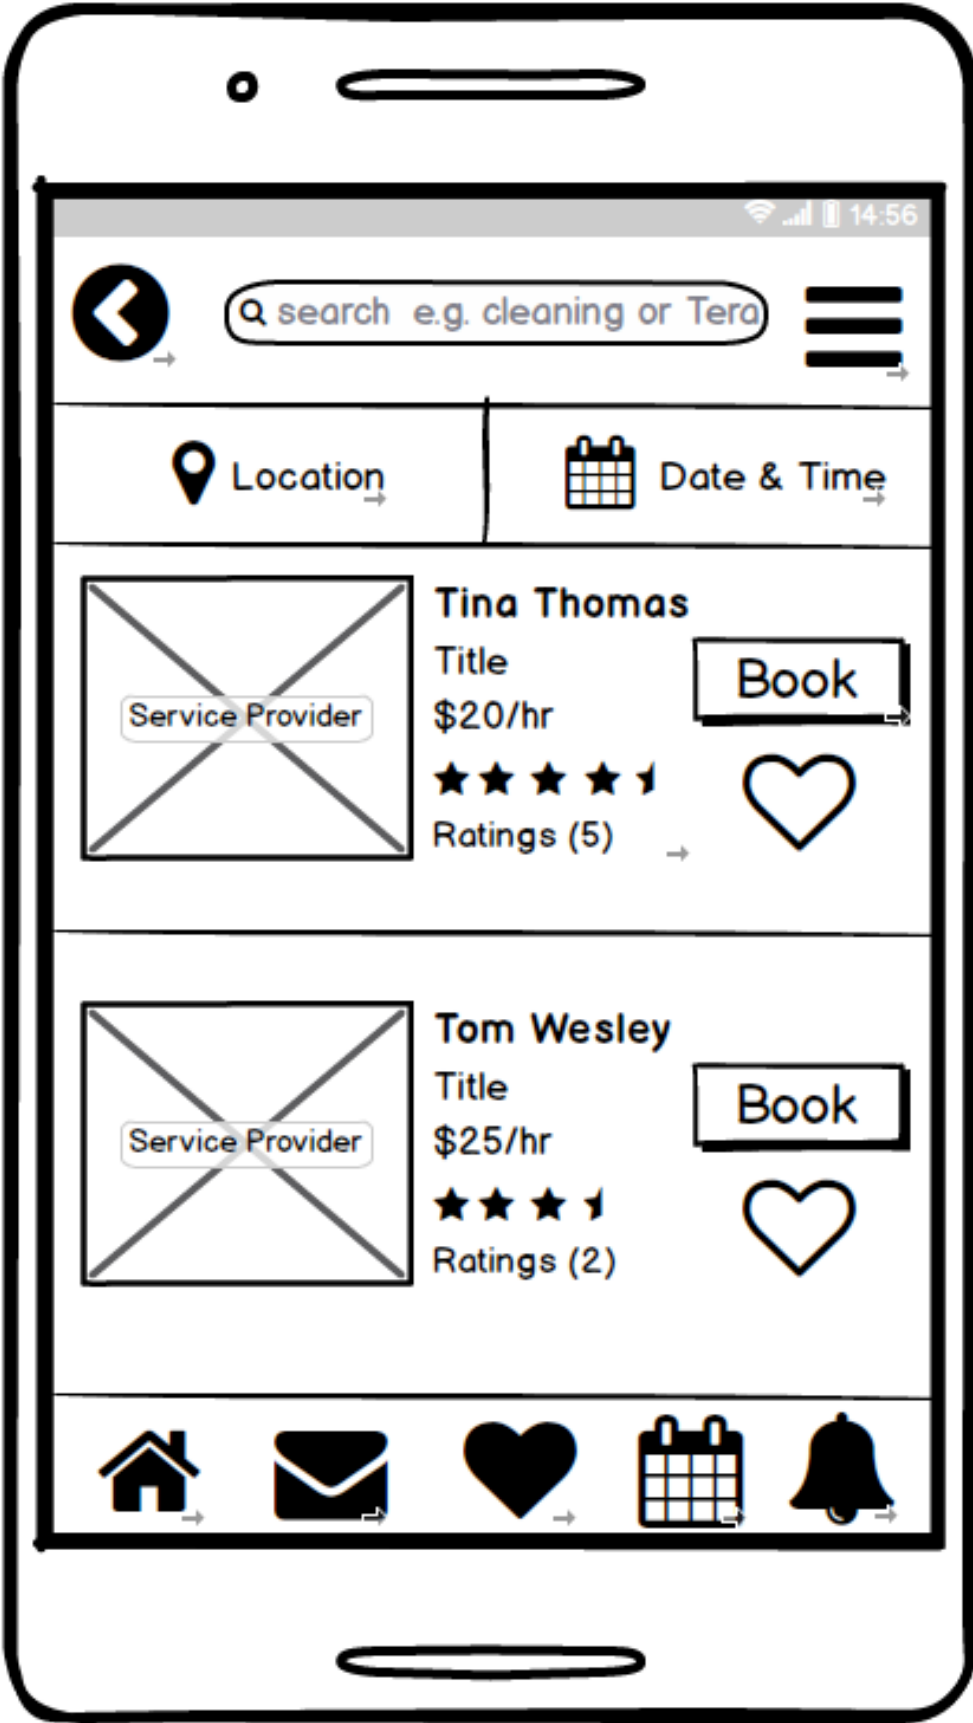 14:56
search  e.g. cleaning or Tera
Location
Date & Time
Tina Thomas
Title
$20/hr
Ratings (5)
Service Provider
Book
Tom Wesley
Title
$25/hr
Ratings (2)
Service Provider
Book